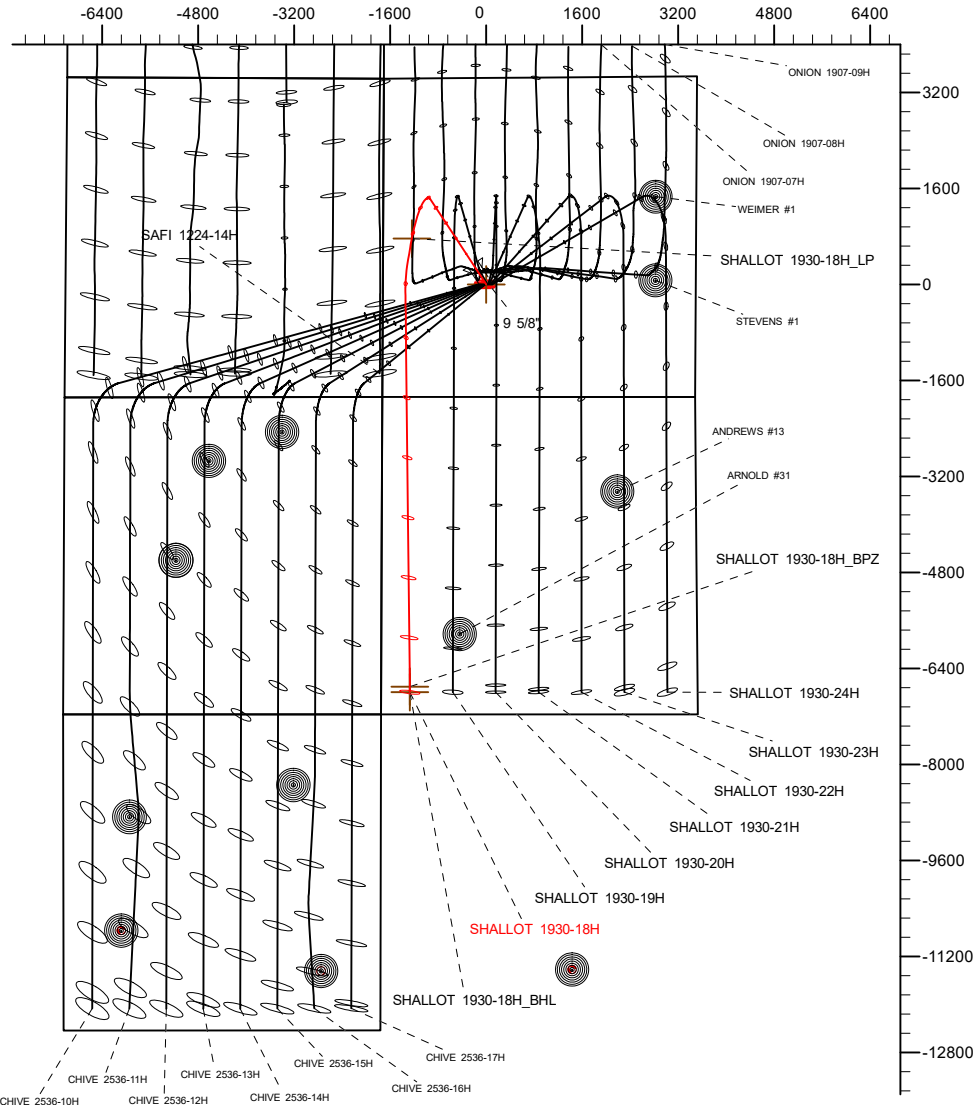 -6400 -4800 -3200 -1600 0 1600 3200 4800 6400
ONION 1907-09H
3200
ONION 1907-08H
ONION 1907-07H
1600
WEIMER #1
SAFI 1224-14H
SHALLOT 1930-18H_LP
0
9 5/8"
STEVENS #1
-1600
ANDREWS #13
-3200
ARNOLD #31
SHALLOT 1930-18H_BPZ
-4800
-6400
SHALLOT 1930-24H
SHALLOT 1930-23H
-8000
SHALLOT 1930-22H
SHALLOT 1930-21H
SHALLOT 1930-20H
-9600
SHALLOT 1930-19H
SHALLOT 1930-18H
-11200
SHALLOT 1930-18H_BHL
CHIVE 2536-17H
-12800
CHIVE 2536-15H
CHIVE 2536-13H
CHIVE 2536-11H
CHIVE 2536-16H
CHIVE 2536-14H
CHIVE 2536-12H
CHIVE 2536-10H